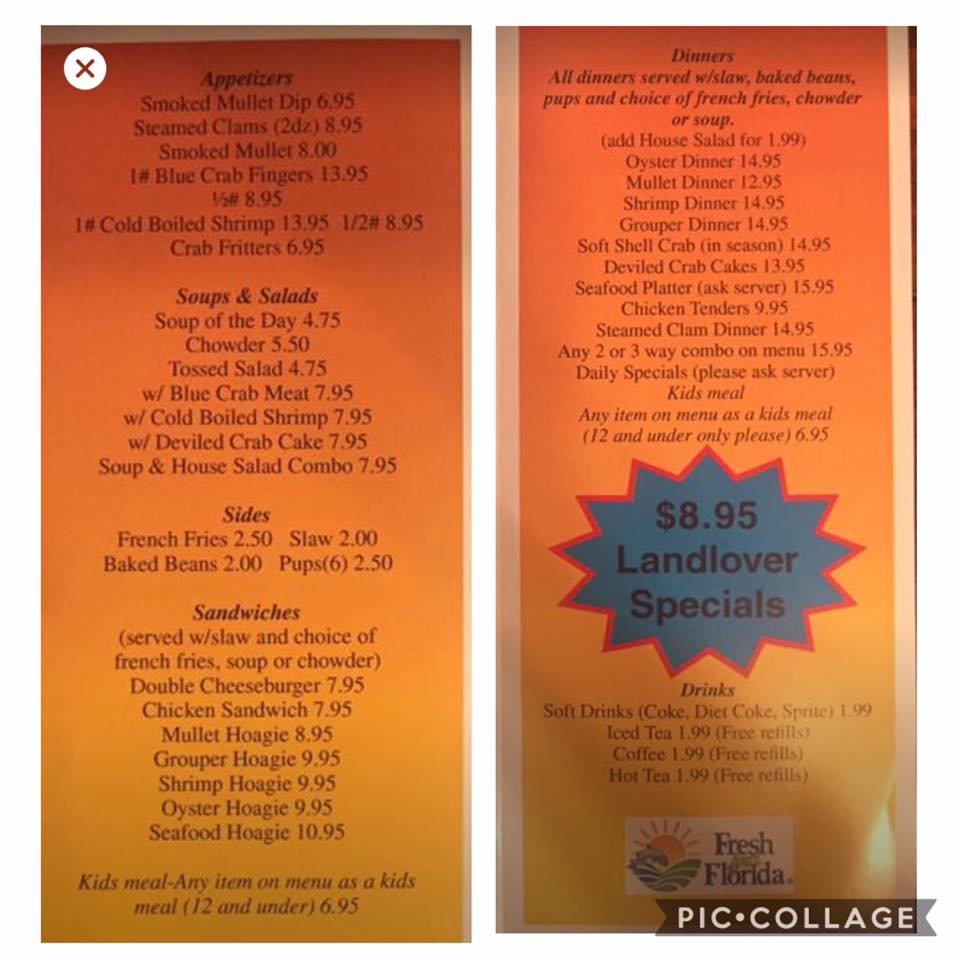 Appetizers
Smoked Mullet Dip 6.95
Steamed Clams (2dz) 8.95
Smoked Mullet 8.00
1# Blue Crab Fingers 13.95
½# 8.95
1# Cold Boiled Shrimp 13.95 1/2# 8.95
Crab Fritters 6.95
Soups & Salads
Soup of the Day 4.75
Chowder 5.50
Tossed Salad 4.75
w/ Blue Crab Meat 7.95
w/ Cold Boiled Shrimp 7.95
w/ Deviled Crab Cake 7.95
Soup & House Salad Combo 7.95
Sides
French Fries 2.50 Slaw 2.00
Baked Beans 2.00 Pups(6) 2.50
Sandwiches
(served w/slaw and choice of
french fries, soup or chowder)
Double Cheeseburger 7.95
Chicken Sandwich 7.95
Mullet Hoagie 8.95
Grouper Hoagie 9.95
Shrimp Hoagie 9.95
Oyster Hoagie 9.95
Seafood Hoagie 10.95
Kids meal-Any item on menu as a kids
meal (12 and under) 6.95
Dinners
All dinners served w/slaw, baked beans,
pups and choice of french fries, chowder
or soup.
(add House Salad for 1.99)
Oyster Dinner 14.95
Mullet Dinner 12.95
Shrimp Dinner 14.95
Grouper Dinner 14.95
Soft Shell Crab (in season) 14.95
Deviled Crab Cakes 13.95
Seafood Platter (ask server) 15.95
Chicken Tenders 9.95
Steamed Clam Dinner 14.95
Any 2 or 3 way combo on menu 15.95
Daily Specials (please ask server)
Kids meal
Any item on menu as a kids meal
(12 and under only please) 6.95
$8.95
Landlover
Specials
Drinks
Soft Drinks (Coke, Diet Coke, Sprite) 1.99
Iced Tea 1.99 (Free refills)
Coffee 1.99 (Free refills)
Hot Tea 1.99 (Free refills)
Fresh
Florida.
PIC•COLLAGE